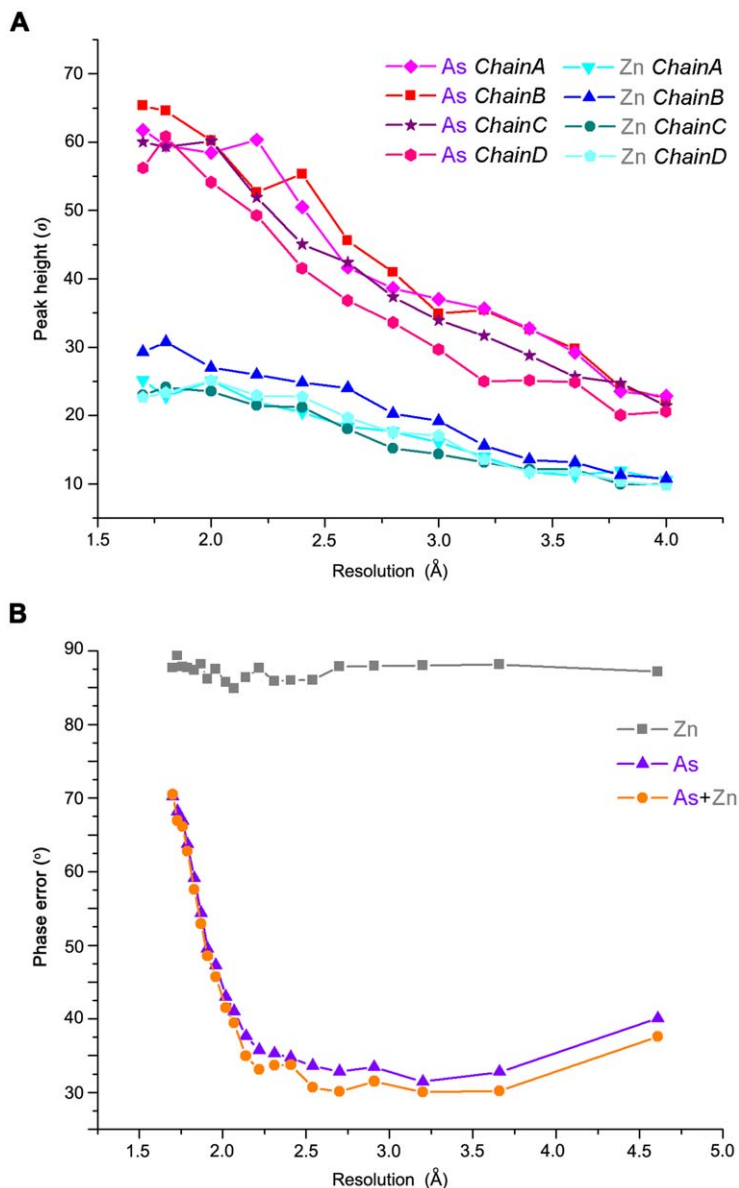 A
Peak height (σ)
70
60
50
40
30
20
10
As ChainA
As ChainB
As ChainC
As ChainD
Zn ChainA
Zn ChainB
Zn ChainC
Zn ChainD
1.5 2.0 2.5 3.0 3.5 4.0
Resolution (Å)
B
Phase error (°)
90
80
70
60
50
40
30
Zn
As
As+Zn
1.5 2.0 2.5 3.0 3.5 4.0 4.5 5.0
Resolution (Å)